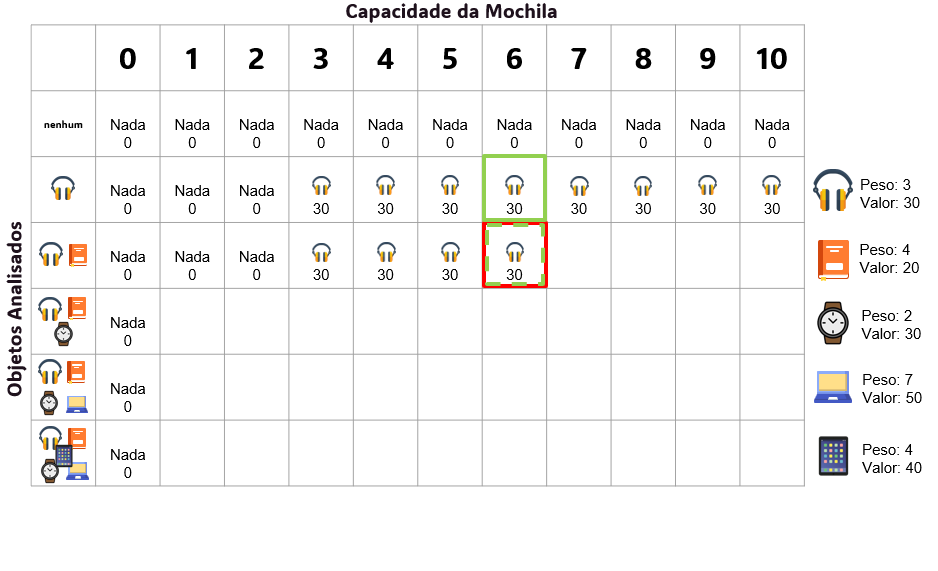 Capacidade da Mochila
0 1 2 3 4 5 6 7 8 9 10
nenhum
Nada Nada Nada Nada Nada Nada Nada Nada Nada Nada Nada
0 0 0 0 0 0 0 0 0 0 0
Nada Nada Nada
0 0 0 30 30 30 30 30 30 30 30
Nada Nada Nada
0 0 0 30 30 30 30
Nada
0
Nada
0
Nada
0
Objetos Analisados
Peso: 3
Valor: 30
Peso: 4
Valor: 20
Peso: 2
Valor: 30
Peso: 7
Valor: 50
Peso: 4
Valor: 40